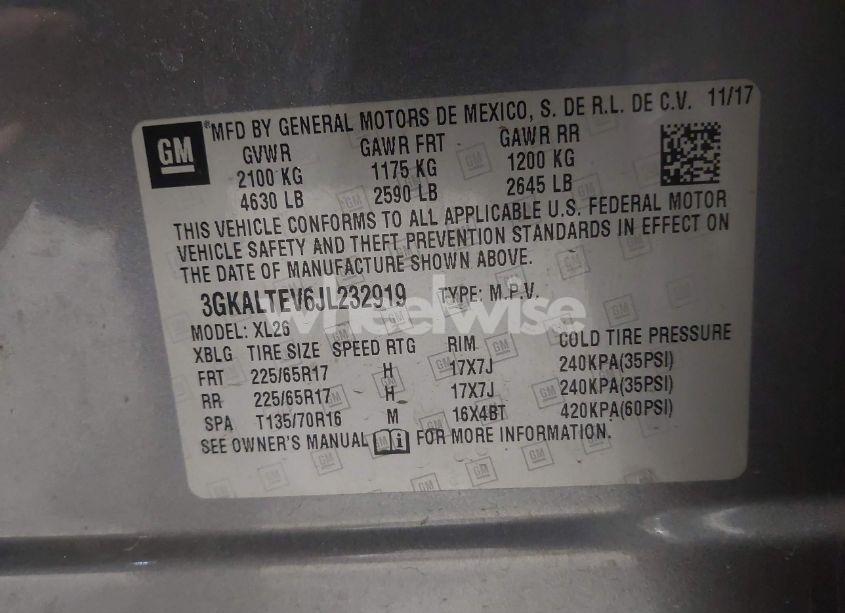 GM
®MFD BY GENERAL MOTORS DE MEXICO, S. DE R.L. DE C.V. 11/17
GVWR GAWR FRT GAWR RR
2100 KG 1175 KG 1200 KG
4630 LB 2590 LB 2645 LB
THIS VEHICLE CONFORMS TO ALL APPLICABLE U.S. FEDERAL MOTOR
VEHICLE SAFETY AND THEFT PREVENTION STANDARDS IN EFFECT ON
THE DATE OF MANUFACTURE SHOWN ABOVE.
3GKALTEV6JL232919 TYPE: M.P.V.
wheelwise
MODEL: XL26
XBLG TIRE SIZE SPEED RTG RIM COLD TIRE PRESSURE
FRT 225/65R17 H 17X7J 240KPA(35PSI)
RR 225/65R17 H 17X7J 240KPA(35PSI)
SPA T135/70R16 M 16X4BT 420KPA(60PSI)
SEE OWNER'S MANUAL FOR MORE INFORMATION.